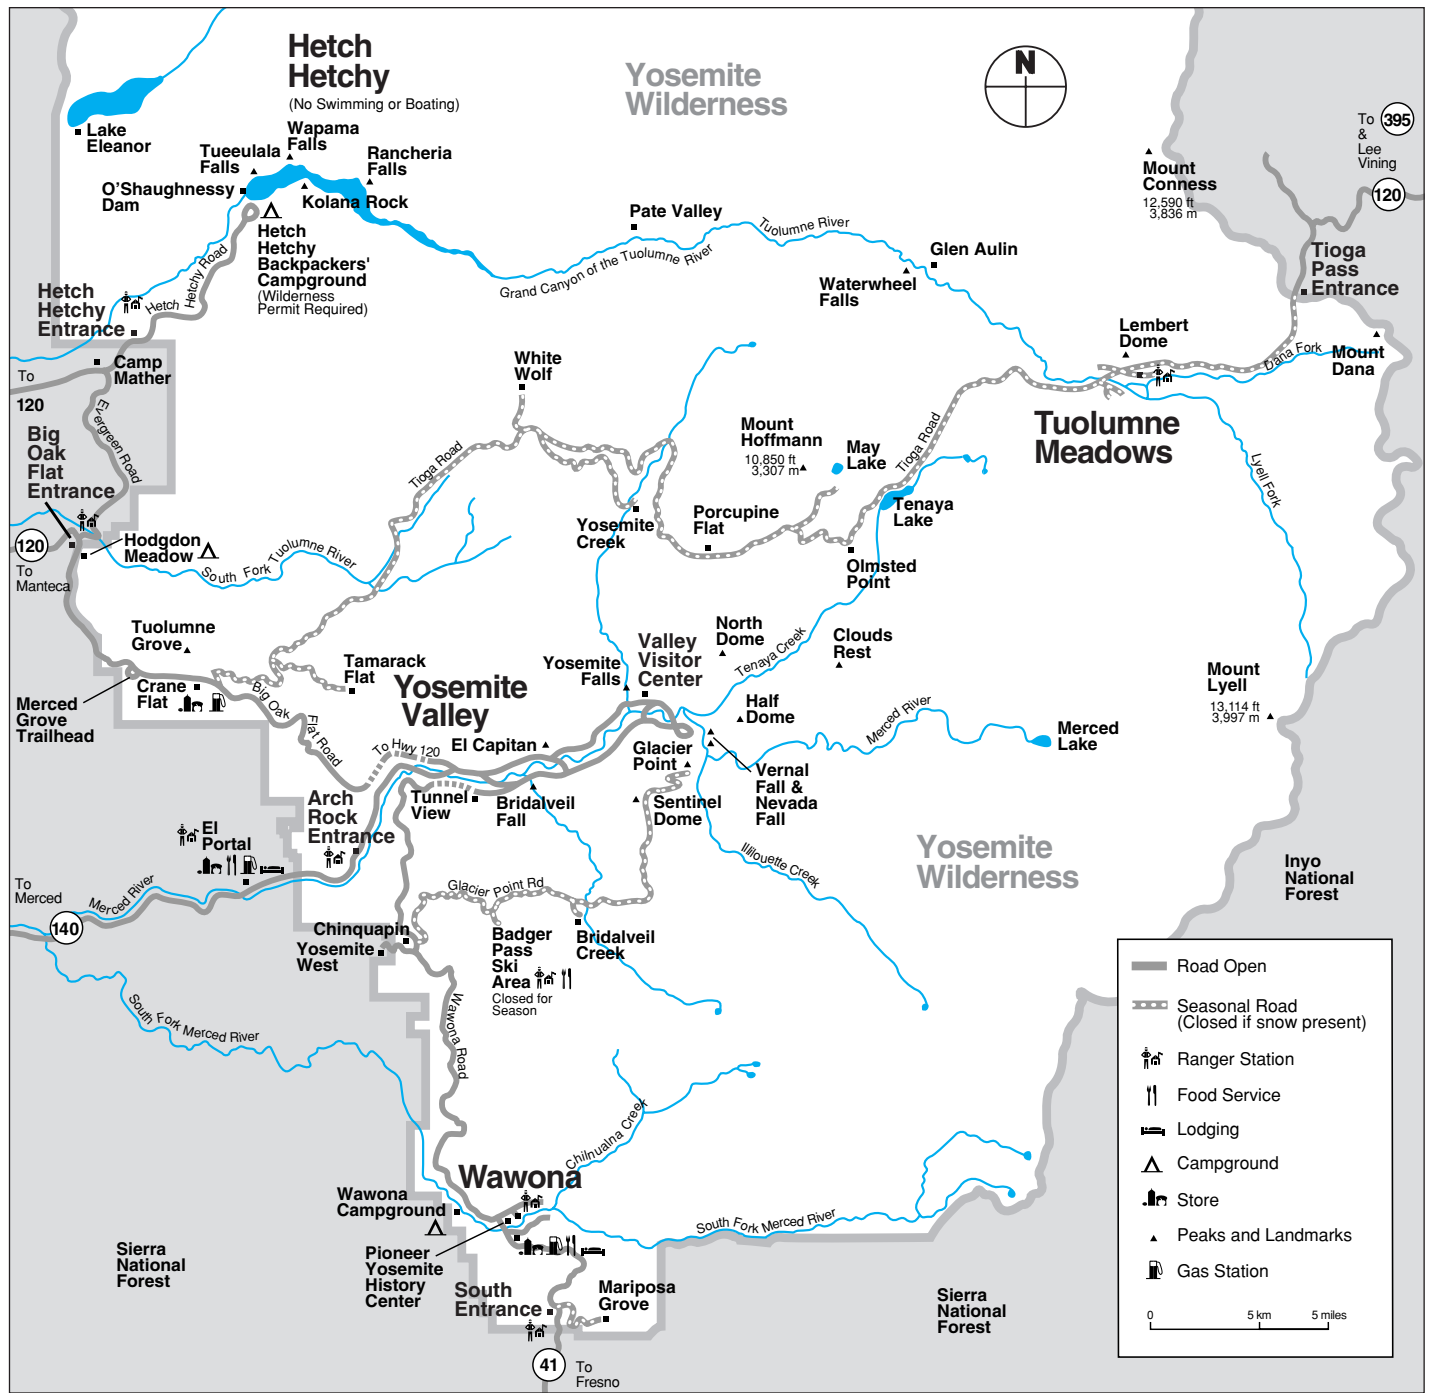 Hetch
Hetchy
(No Swimming or Boating)
Yosemite
Wilderness
N
To 395
&
Lee
Vining
120
Lake
Eleanor
Wapama
Falls
Tueeulala
Falls
Rancheria
Falls
O'Shaughnessy
Dam
Kolana Rock
Mount
Conness
12,590 ft
3,836 m
Pate Valley
Tuolumne River
Grand Canyon of the Tuolumne River
Glen Aulin
Waterwheel
Falls
Tioga
Pass
Entrance
Hetch
Hetchy
Backpackers'
Campground
(Wilderness
Permit Required)
Hetch Hetchy Road
Hetch
Hetchy
Entrance
Camp
Mather
To
120
Evergreen Road
Lembert
Dome
Dana Fork
Mount
Dana
White
Wolf
Tuolumne
Meadows
Lyell Fork
Big
Oak
Flat
Entrance
Mount
Hoffmann
10,850 ft
3,307 m
May
Lake
Tioga Road
Tioga Road
Tenaya
Lake
Yosemite
Creek
Porcupine
Flat
Olmsted
Point
120
To
Manteca
Hodgdon
Meadow
South Fork Tuolumne River
Tuolumne
Grove
Crane
Flat
Merced
Grove
Trailhead
Tamarack
Flat
Big Oak Flat Road
Yosemite
Valley
Yosemite
Falls
Valley
Visitor
Center
North
Dome
Tenaya Creek
Clouds
Rest
Half
Dome
Mount
Lyell
13,114 ft
3,997 m
To Hwy 120
El Capitan
Glacier
Point
Merced River
Merced
Lake
Vernal
Fall &
Nevada
Fall
Arch
Rock
Entrance
Tunnel
View
Bridalveil
Fall
Sentinel
Dome
El
Portal
Illilouette Creek
Yosemite
Wilderness
Inyo
National
Forest
To
Merced
140
Merced River
Glacier Point Rd
Chinquapin
Yosemite
West
Badger
Pass
Ski
Area
Closed for
Season
Bridalveil
Creek
South Fork Merced River
Wawona Road
Chilnualna Creek
Wawona
Wawona
Campground
Pioneer
Yosemite
History
Center
South Fork Merced River
South
Entrance
Mariposa
Grove
41
To
Fresno
Sierra
National
Forest
Sierra
National
Forest
Road Open
Seasonal Road
(Closed if snow present)
Ranger Station
Food Service
Lodging
Campground
Store
Peaks and Landmarks
Gas Station
0 5 km 5 miles